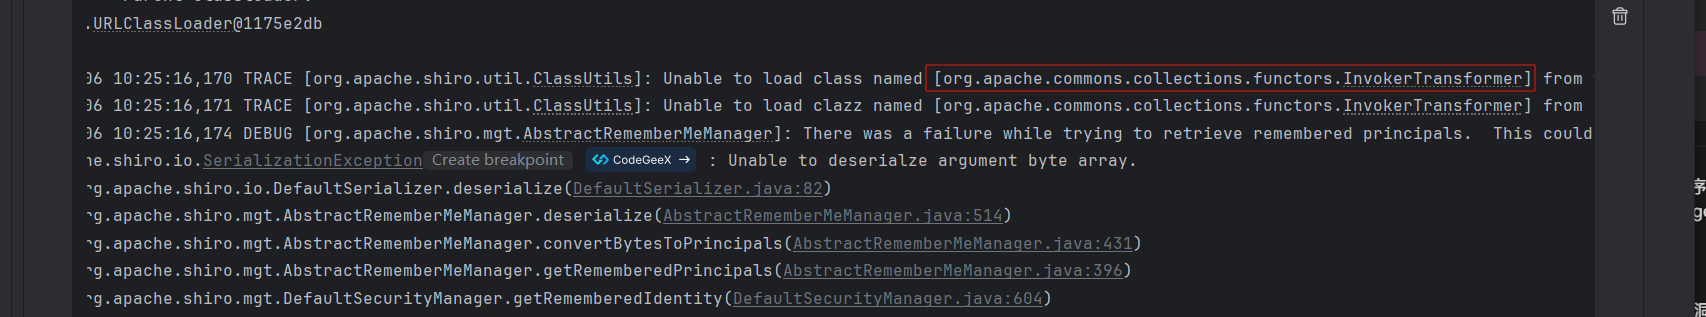 .URLClassLoader@1175e2db
06 10:25:16,170 TRACE [org.apache.shiro.util.ClassUtils]: Unable to load class named [org.apache.commons.collections.functors.InvokerTransformer] from
06 10:25:16,171 TRACE [org.apache.shiro.util.ClassUtils]: Unable to load clazz named [org.apache.commons.collections.functors.InvokerTransformer] from
06 10:25:16,174 DEBUG [org.apache.shiro.mgt.AbstractRememberMeManager]: There was a failure while trying to retrieve remembered principals.  This could
he.shiro.io.SerializationException Create breakpoint CodeGeeX → : Unable to deserialze argument byte array.
rg.apache.shiro.io.DefaultSerializer.deserialize(DefaultSerializer.java:82)
rg.apache.shiro.mgt.AbstractRememberMeManager.deserialize(AbstractRememberMeManager.java:514)
rg.apache.shiro.mgt.AbstractRememberMeManager.convertBytesToPrincipals(AbstractRememberMeManager.java:431)
rg.apache.shiro.mgt.AbstractRememberMeManager.getRememberedPrincipals(AbstractRememberMeManager.java:396)
rg.apache.shiro.mgt.DefaultSecurityManager.getRememberedIdentity(DefaultSecurityManager.java:604)